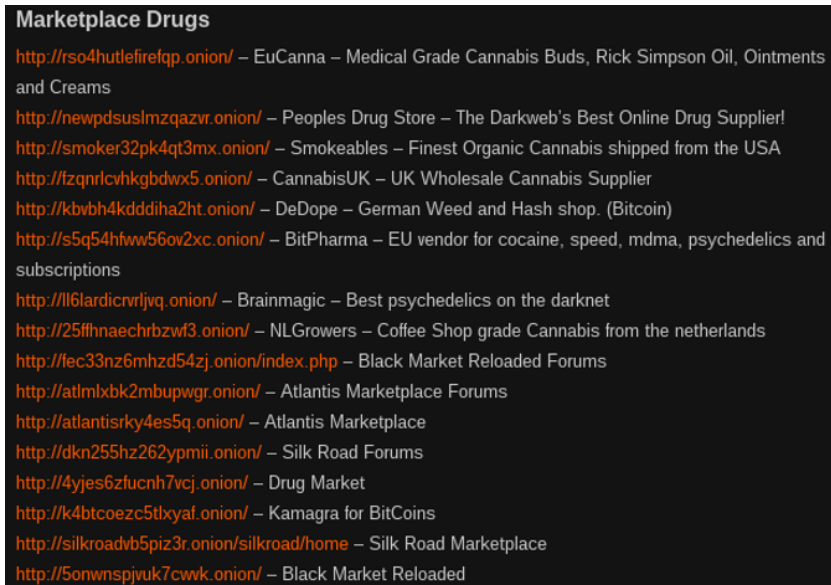 Marketplace Drugs
http://rso4hutlefirefqp.onion/ – EuCanna – Medical Grade Cannabis Buds, Rick Simpson Oil, Ointments
and Creams
http://newpdsuslmzqazvr.onion/ – Peoples Drug Store – The Darkweb's Best Online Drug Supplier!
http://smoker32pk4qt3mx.onion/ – Smokeables – Finest Organic Cannabis shipped from the USA
http://fzqnrlcvhkgbdwx5.onion/ – CannabisUK – UK Wholesale Cannabis Supplier
http://kbvbh4kdddiha2ht.onion/ – DeDope – German Weed and Hash shop. (Bitcoin)
http://s5q54hfww56ov2xc.onion/ – BitPharma – EU vendor for cocaine, speed, mdma, psychedelics and
subscriptions
http://ll6lardicrvrljvq.onion/ – Brainmagic – Best psychedelics on the darknet
http://25ffhnaechrbzwf3.onion/ – NLGrowers – Coffee Shop grade Cannabis from the netherlands
http://fec33nz6mhzd54zj.onion/index.php – Black Market Reloaded Forums
http://atlmlxbk2mbupwgr.onion/ – Atlantis Marketplace Forums
http://atlantisrky4es5q.onion/ – Atlantis Marketplace
http://dkn255hz262ypmii.onion/ – Silk Road Forums
http://4yjes6zfucnh7vcj.onion/ – Drug Market
http://k4btcoezc5tlxyaf.onion/ – Kamagra for BitCoins
http://silkroadvb5piz3r.onion/silkroad/home – Silk Road Marketplace
http://5onwnspjvuk7cwvk.onion/ – Black Market Reloaded